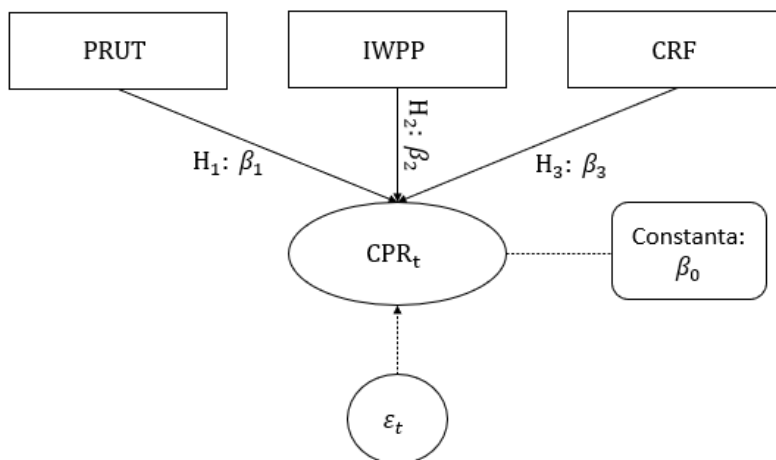 PRUT
IWPP
CRF
H₁: β₁
H₂: β₂
H₃: β₃
CPRₜ
Constanta:
β₀
εₜ